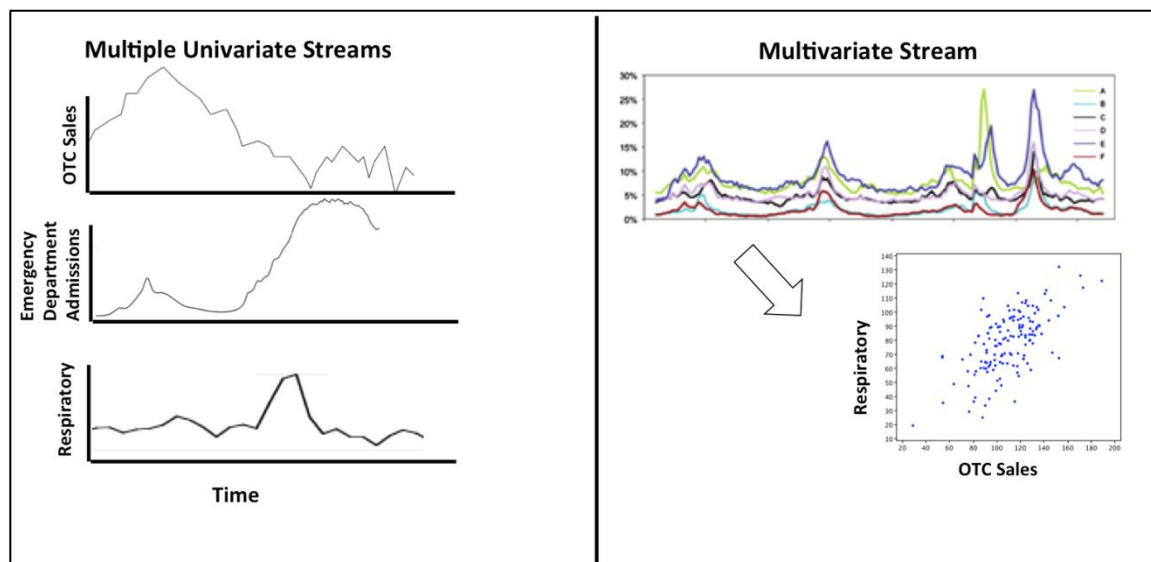 Multiple Univariate Streams
OTC Sales
Emergency
Department
Admissions
Respiratory
Time
Multivariate Stream
30%
25%
20%
15%
10%
5%
0%
A
B
C
D
E
F
140
130
120
110
100
90
80
70
60
50
40
30
20
10
Respiratory
20 40 60 80 100 120 140 160 180 200
OTC Sales